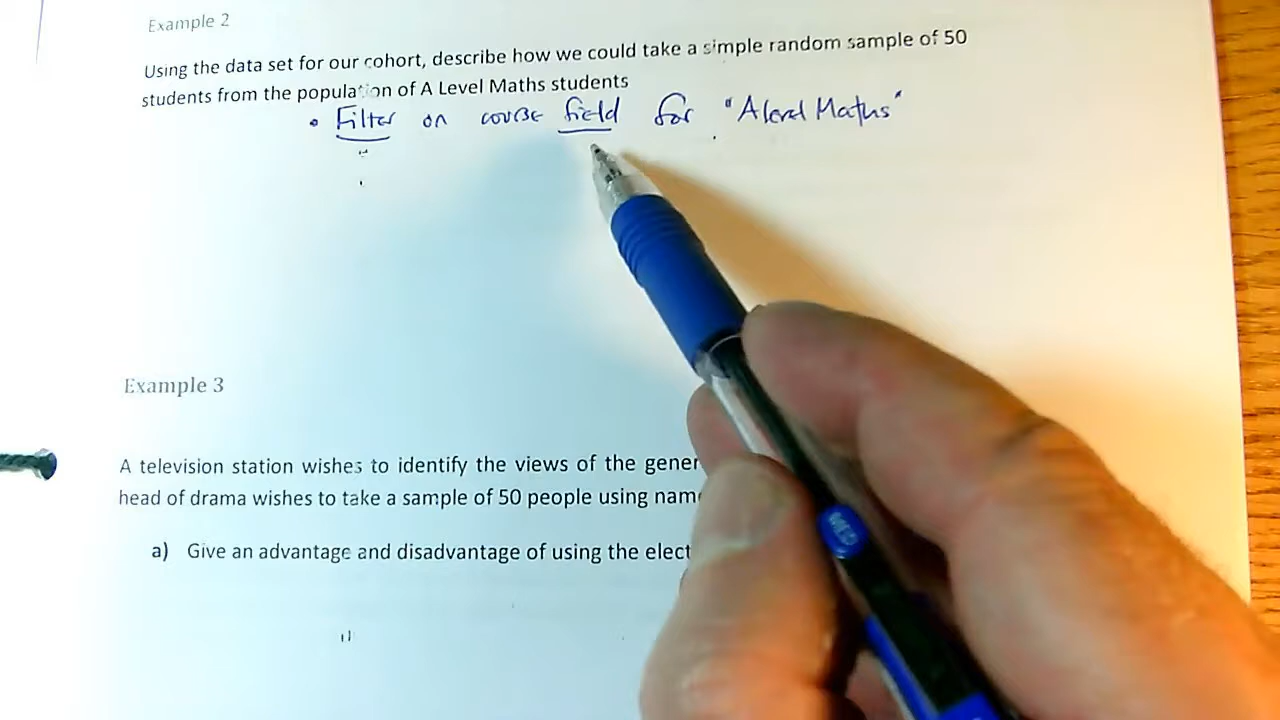 Example 2
Using the data set for our cohort, describe how we could take a simple random sample of 50
students from the population of A Level Maths students
• Filter on course field for "A level Maths"
Example 3
A television station wishes to identify the views of the gener
head of drama wishes to take a sample of 50 people using nam
a) Give an advantage and disadvantage of using the elect